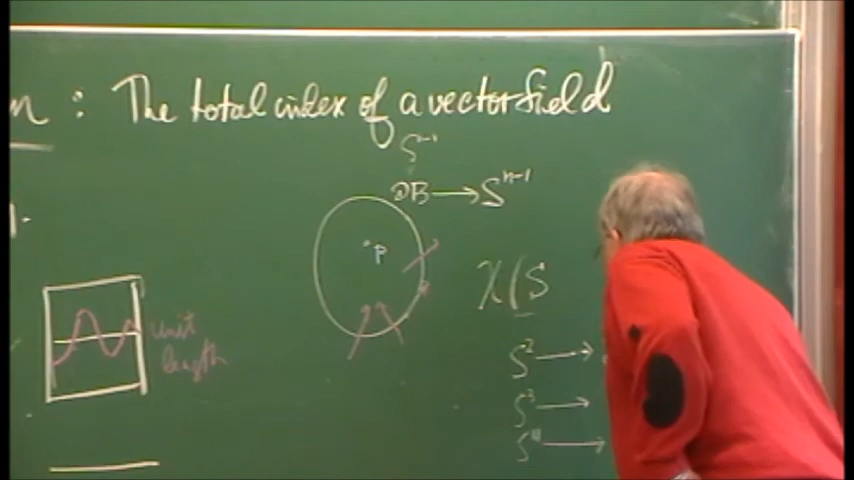 : The total index of a vector field
S^{n-1}
∂B → S^{n-1}
p
χ(S
unit
length
S^2 →
S^3 →
S^4 →